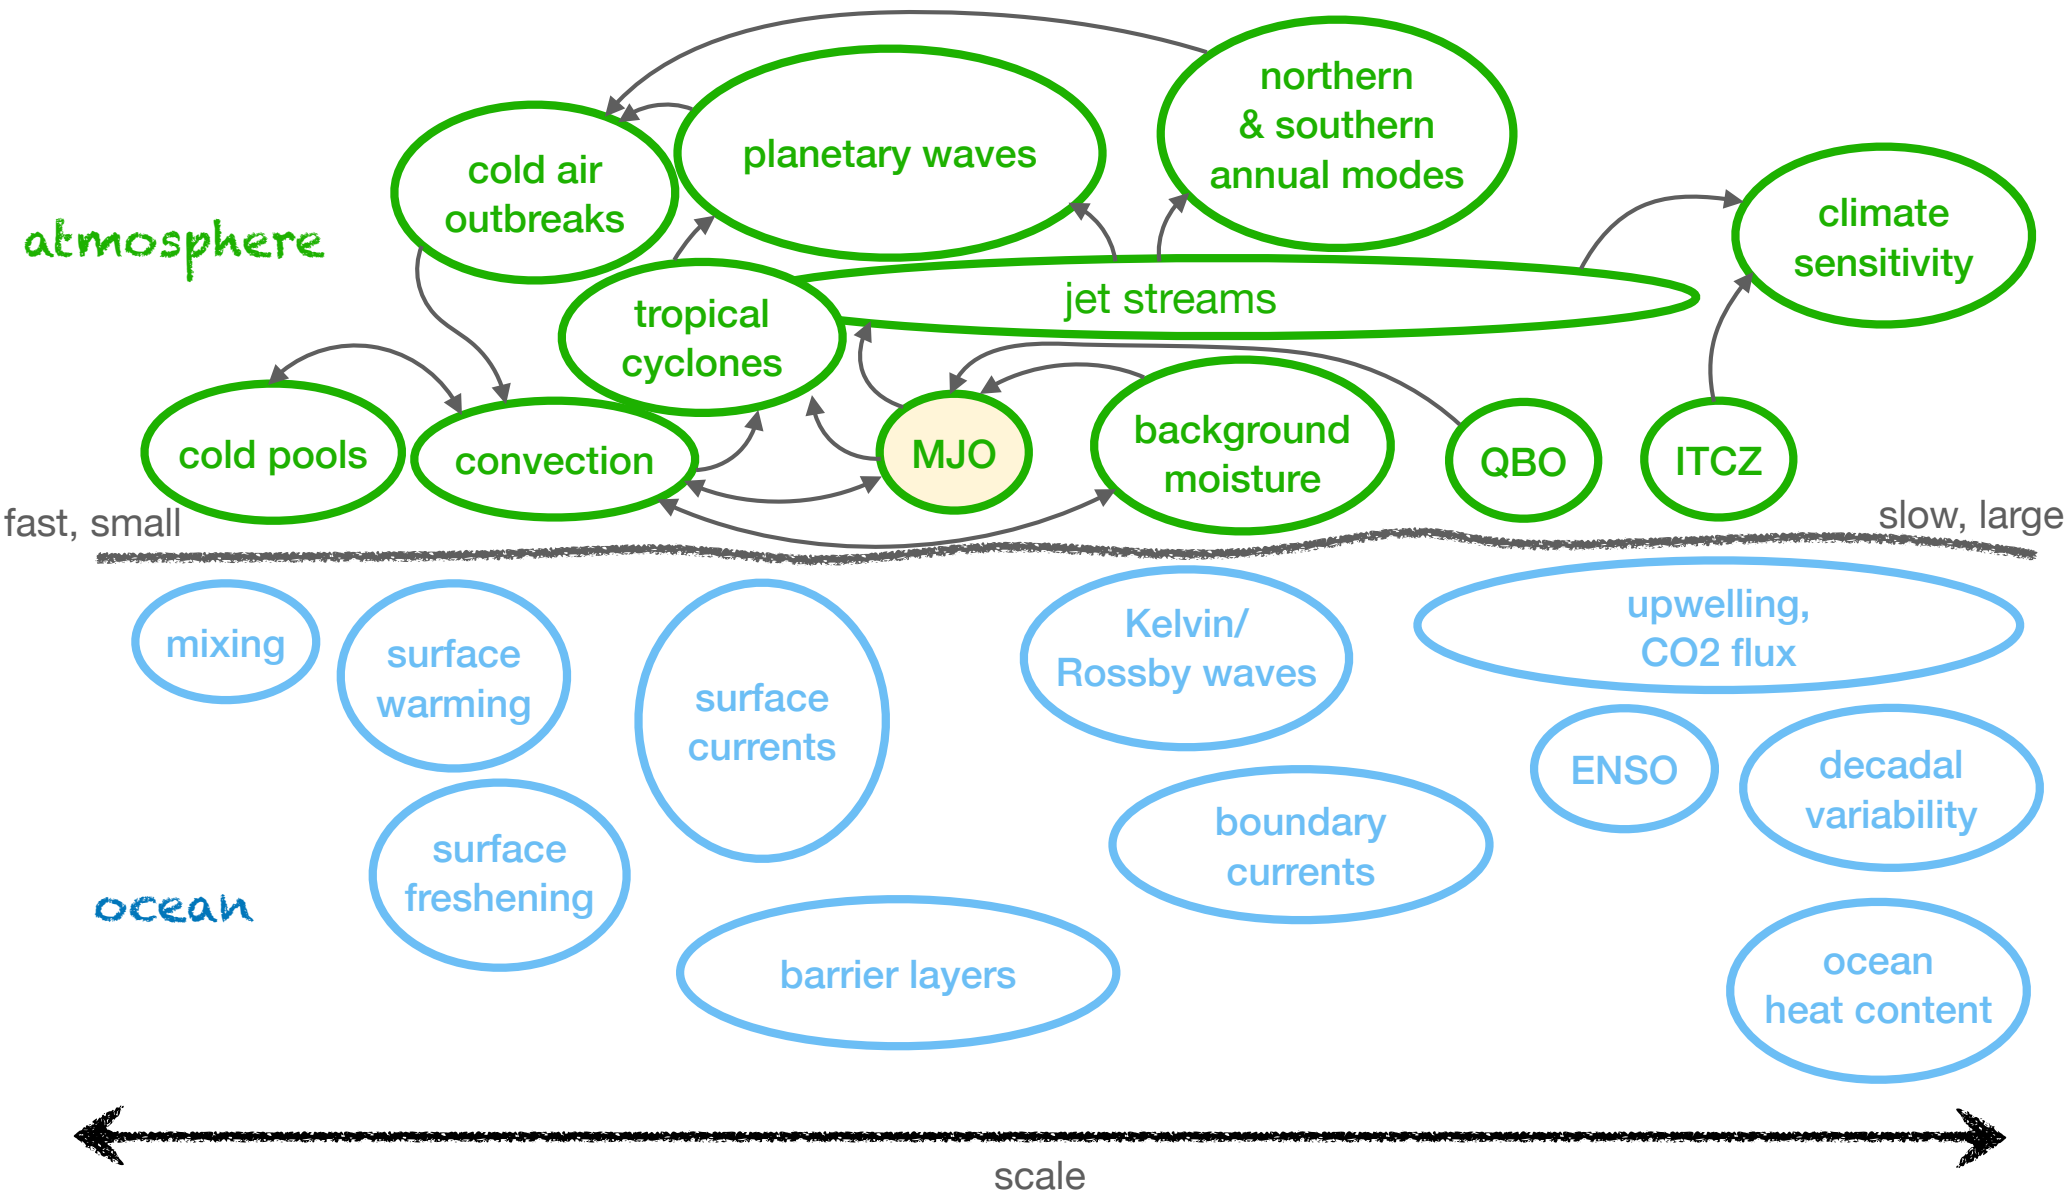 northern
& southern
annual modes
planetary waves
cold air
outbreaks
climate
sensitivity
atmosphere
jet streams
tropical
cyclones
background
moisture
cold pools
convection
MJO
QBO
ITCZ
fast, small
slow, large
mixing
surface
warming
surface
currents
Kelvin/
Rossby waves
upwelling,
CO2 flux
ENSO
decadal
variability
surface
freshening
boundary
currents
ocean
barrier layers
ocean
heat content
scale